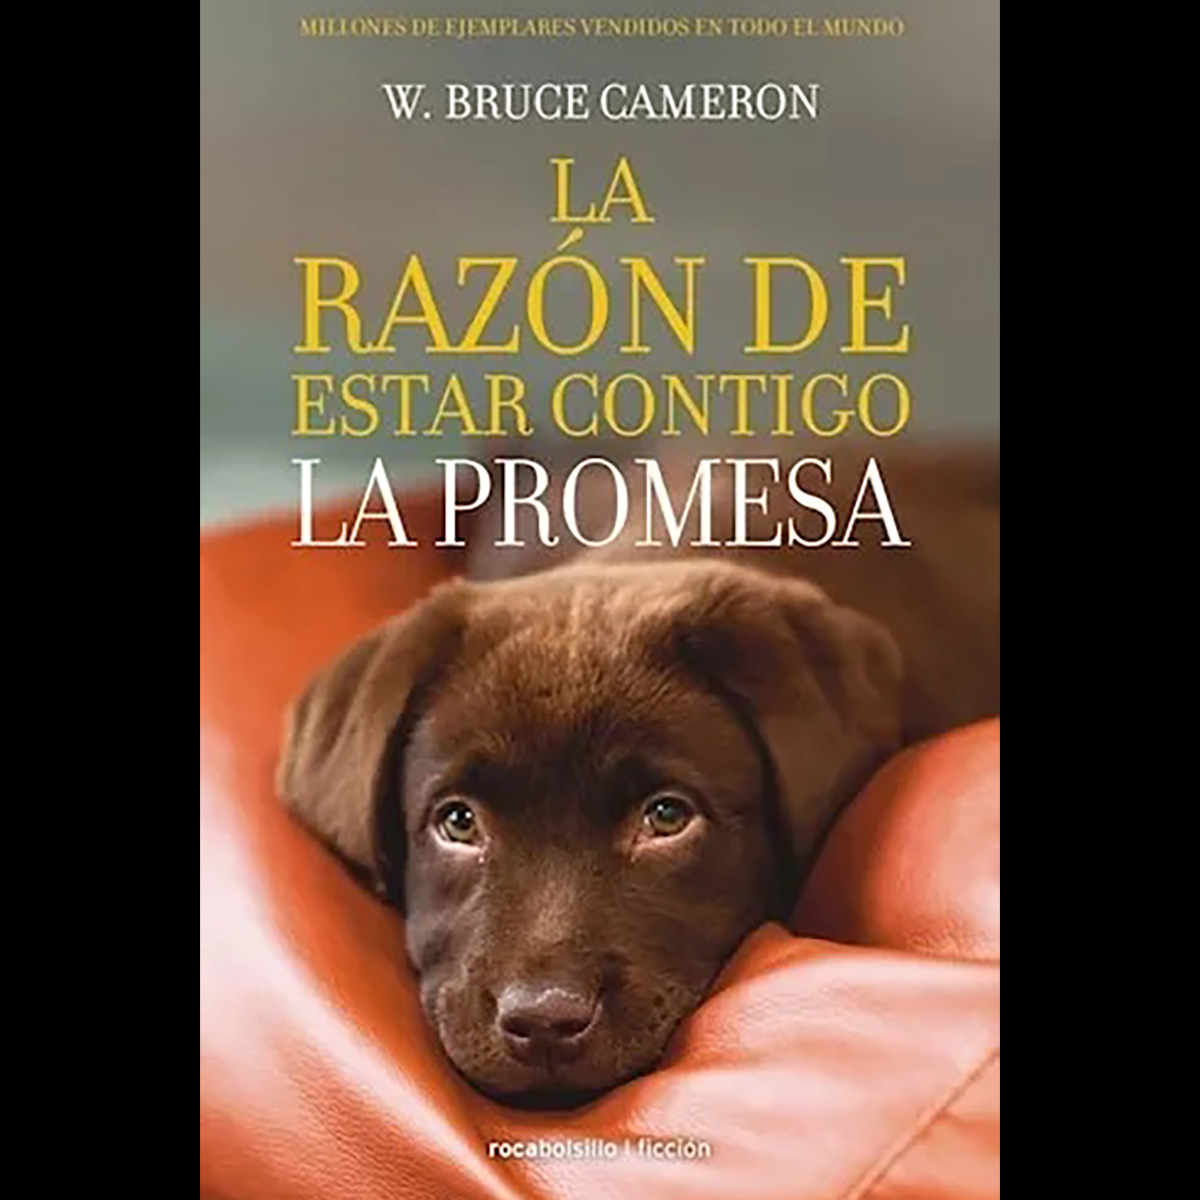 MILLONES DE EJEMPLARES VENDIDOS EN TODO EL MUNDO
W. BRUCE CAMERON
LA
RAZÓN DE
ESTAR CONTIGO
LA PROMESA
rocabolsillo | ficción